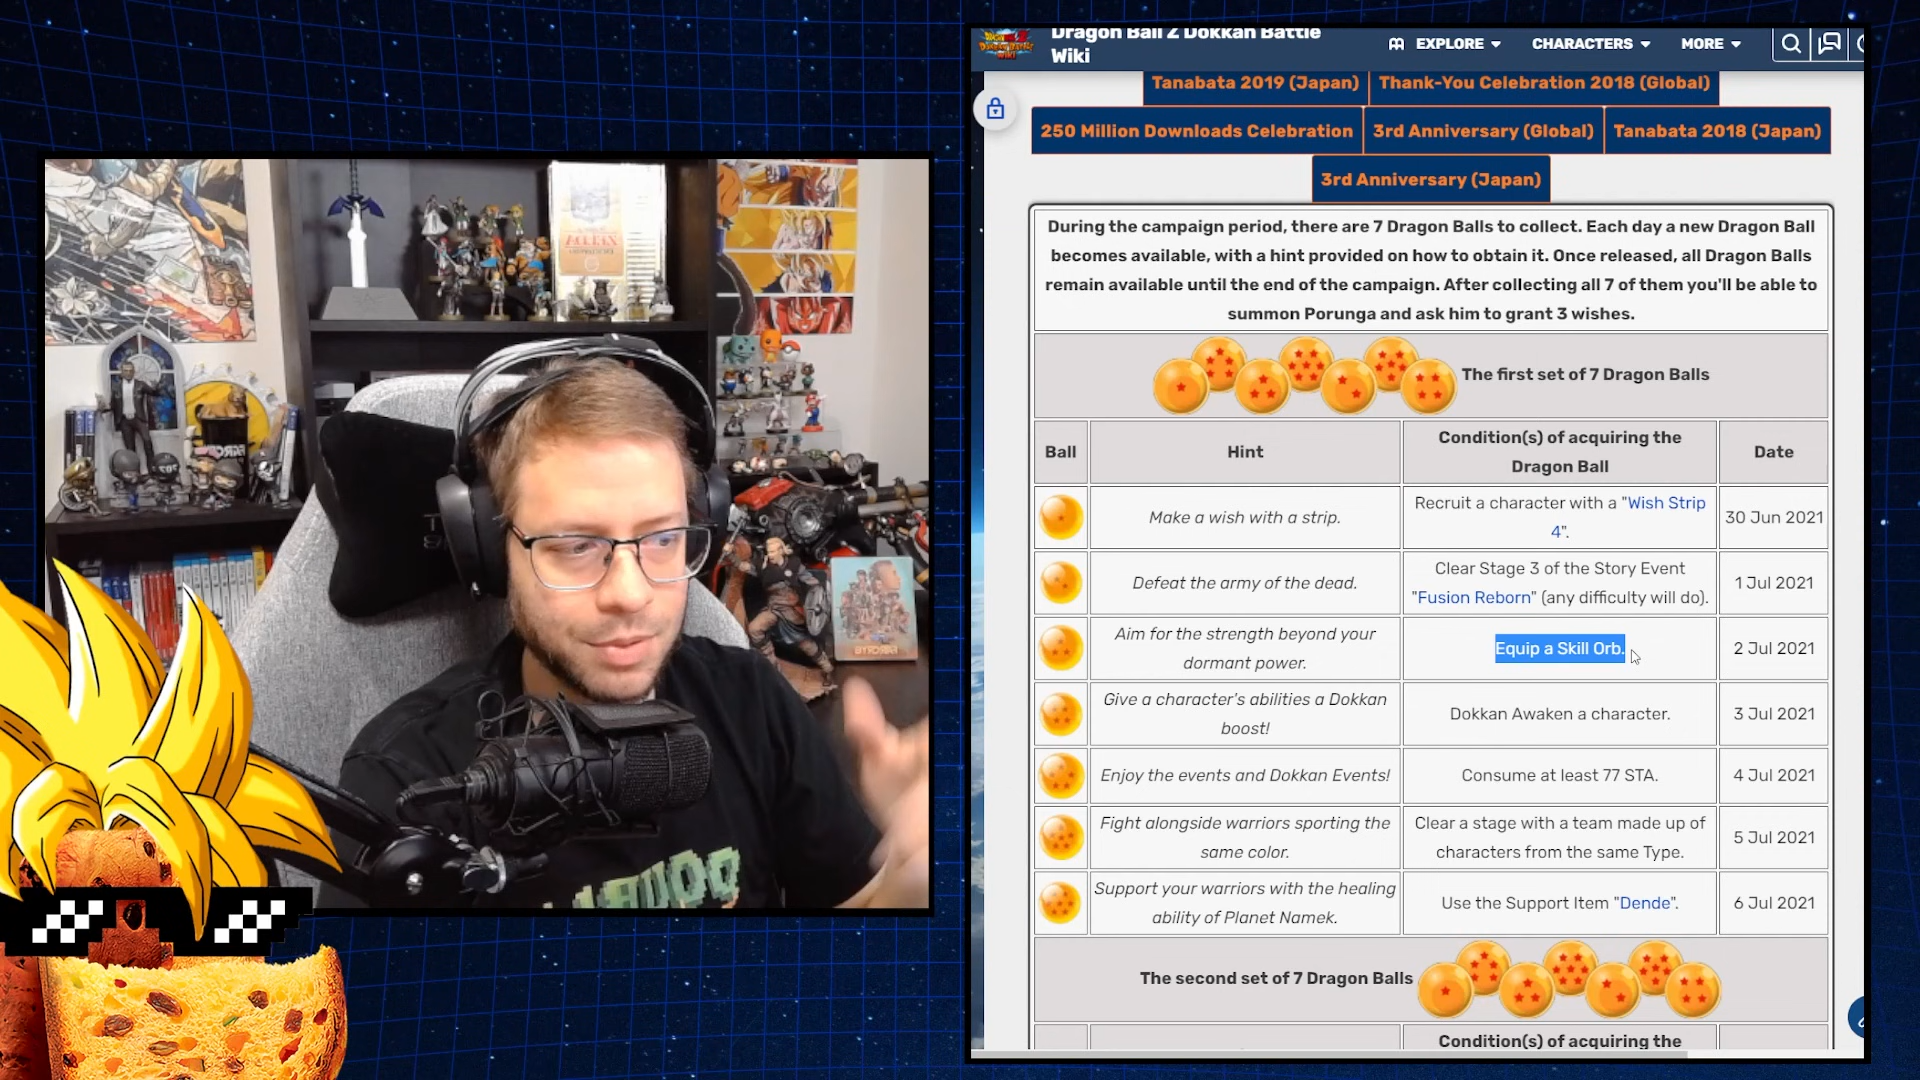 Dragon Ball Z Dokkan Battle
Wiki
EXPLORE
CHARACTERS
MORE
Tanabata 2019 (Japan)
Thank-You Celebration 2018 (Global)
250 Million Downloads Celebration
3rd Anniversary (Global)
Tanabata 2018 (Japan)
3rd Anniversary (Japan)
During the campaign period, there are 7 Dragon Balls to collect. Each day a new Dragon Ball
becomes available, with a hint provided on how to obtain it. Once released, all Dragon Balls
remain available until the end of the campaign. After collecting all 7 of them you'll be able to
summon Porunga and ask him to grant 3 wishes.
The first set of 7 Dragon Balls
Ball
Hint
Condition(s) of acquiring the
Dragon Ball
Date
Make a wish with a strip.
Recruit a character with a "Wish Strip
4".
30 Jun 2021
Defeat the army of the dead.
Clear Stage 3 of the Story Event
"Fusion Reborn" (any difficulty will do).
1 Jul 2021
Aim for the strength beyond your
dormant power.
Equip a Skill Orb.
2 Jul 2021
Give a character's abilities a Dokkan
boost!
Dokkan Awaken a character.
3 Jul 2021
Enjoy the events and Dokkan Events!
Consume at least 77 STA.
4 Jul 2021
Fight alongside warriors sporting the
same color.
Clear a stage with a team made up of
characters from the same Type.
5 Jul 2021
Support your warriors with the healing
ability of Planet Namek.
Use the Support Item "Dende".
6 Jul 2021
The second set of 7 Dragon Balls
Condition(s) of acquiring the